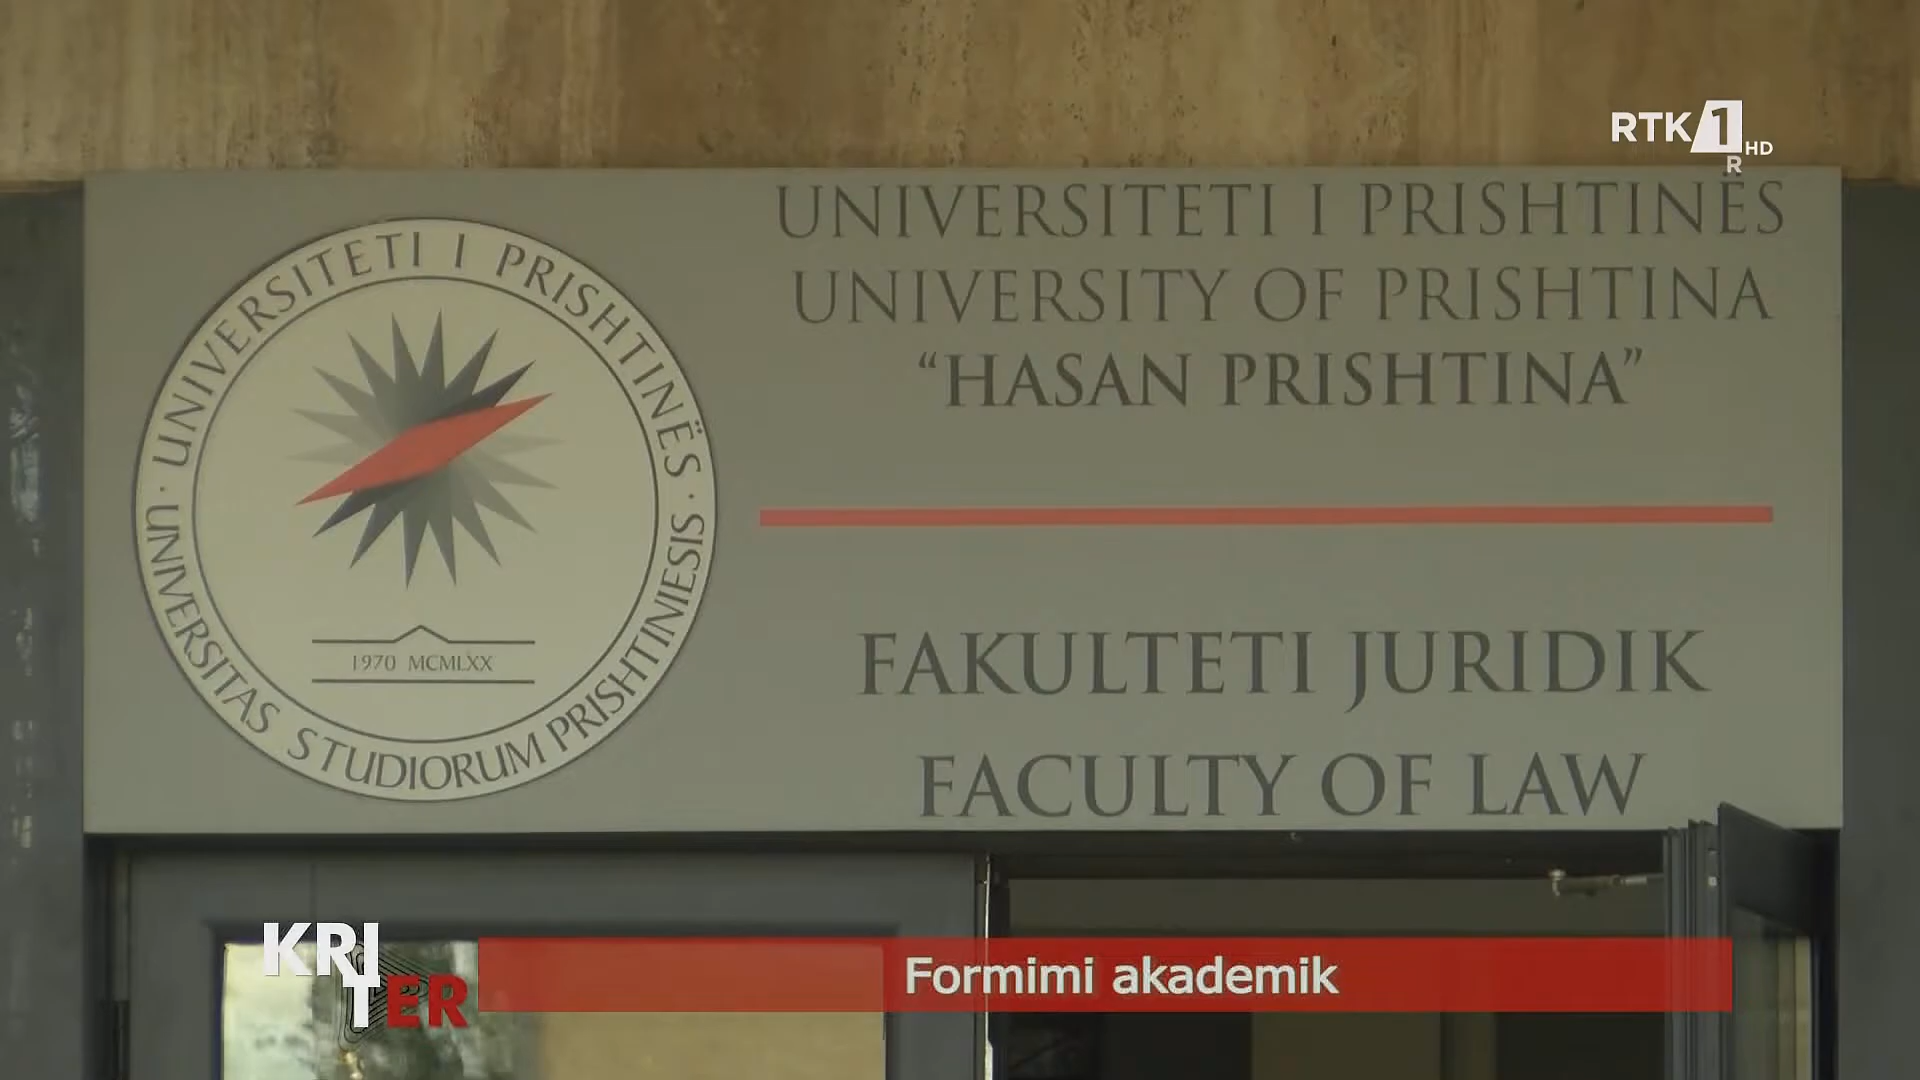 RTK 1 HD
R
UNIVERSITETI I PRISHTINËS
UNIVERSITAS STUDIORUM PRISHTINIESIS
1970 MCMLXX
UNIVERSITETI I PRISHTINËS
UNIVERSITY OF PRISHTINA
“HASAN PRISHTINA”
FAKULTETI JURIDIK
FACULTY OF LAW
KRITER
Formimi akademik